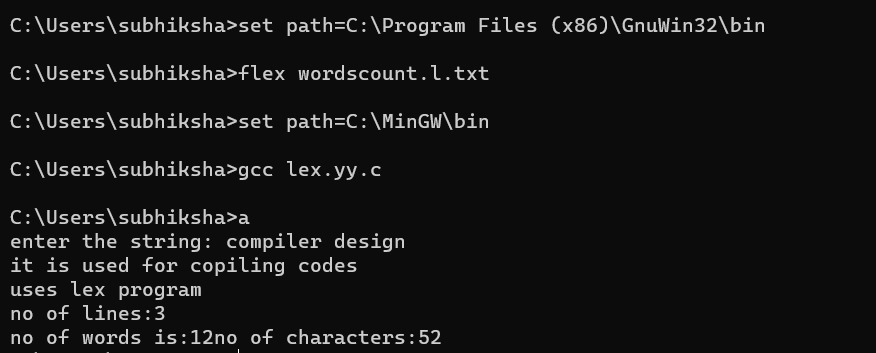 C:\Users\subhiksha>set path=C:\Program Files (x86)\GnuWin32\bin
C:\Users\subhiksha>flex wordscount.l.txt
C:\Users\subhiksha>set path=C:\MinGW\bin
C:\Users\subhiksha>gcc lex.yy.c
C:\Users\subhiksha>a
enter the string: compiler design
it is used for copiling codes
uses lex program
no of lines:3
no of words is:12no of characters:52